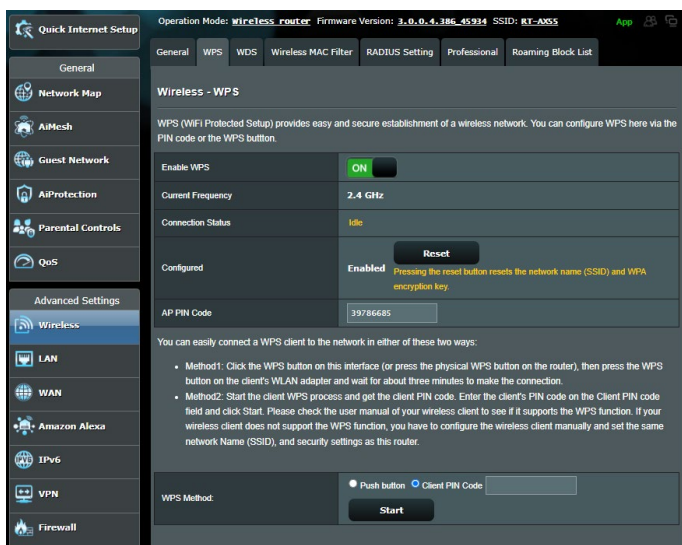 Quick Internet Setup
General
Network Map
AiMesh
Guest Network
AiProtection
Parental Controls
QoS
Advanced Settings
Wireless
LAN
WAN
Amazon Alexa
IPv6
VPN
Firewall
Operation Mode: Wireless router Firmware Version: 3.0.0.4.386_45934 SSID: RT-AX55 App
General WPS WDS Wireless MAC Filter RADIUS Setting Professional Roaming Block List
Wireless - WPS
WPS (WiFi Protected Setup) provides easy and secure establishment of a wireless network. You can configure WPS here via the
PIN code or the WPS buttton.
Enable WPS ON
Current Frequency 2.4 GHz
Connection Status Idle
Configured Enabled Reset
Pressing the reset button resets the network name (SSID) and WPA
encryption key.
AP PIN Code 39786685
You can easily connect a WPS client to the network in either of these two ways:
• Method1: Click the WPS button on this interface (or press the physical WPS button on the router), then press the WPS
button on the client's WLAN adapter and wait for about three minutes to make the connection.
• Method2: Start the client WPS process and get the client PIN code. Enter the client's PIN code on the Client PIN code
field and click Start. Please check the user manual of your wireless client to see if it supports the WPS function. If your
wireless client does not support the WPS function, you have to configure the wireless client manually and set the same
network Name (SSID), and security settings as this router.
WPS Method: Push button Client PIN Code
Start